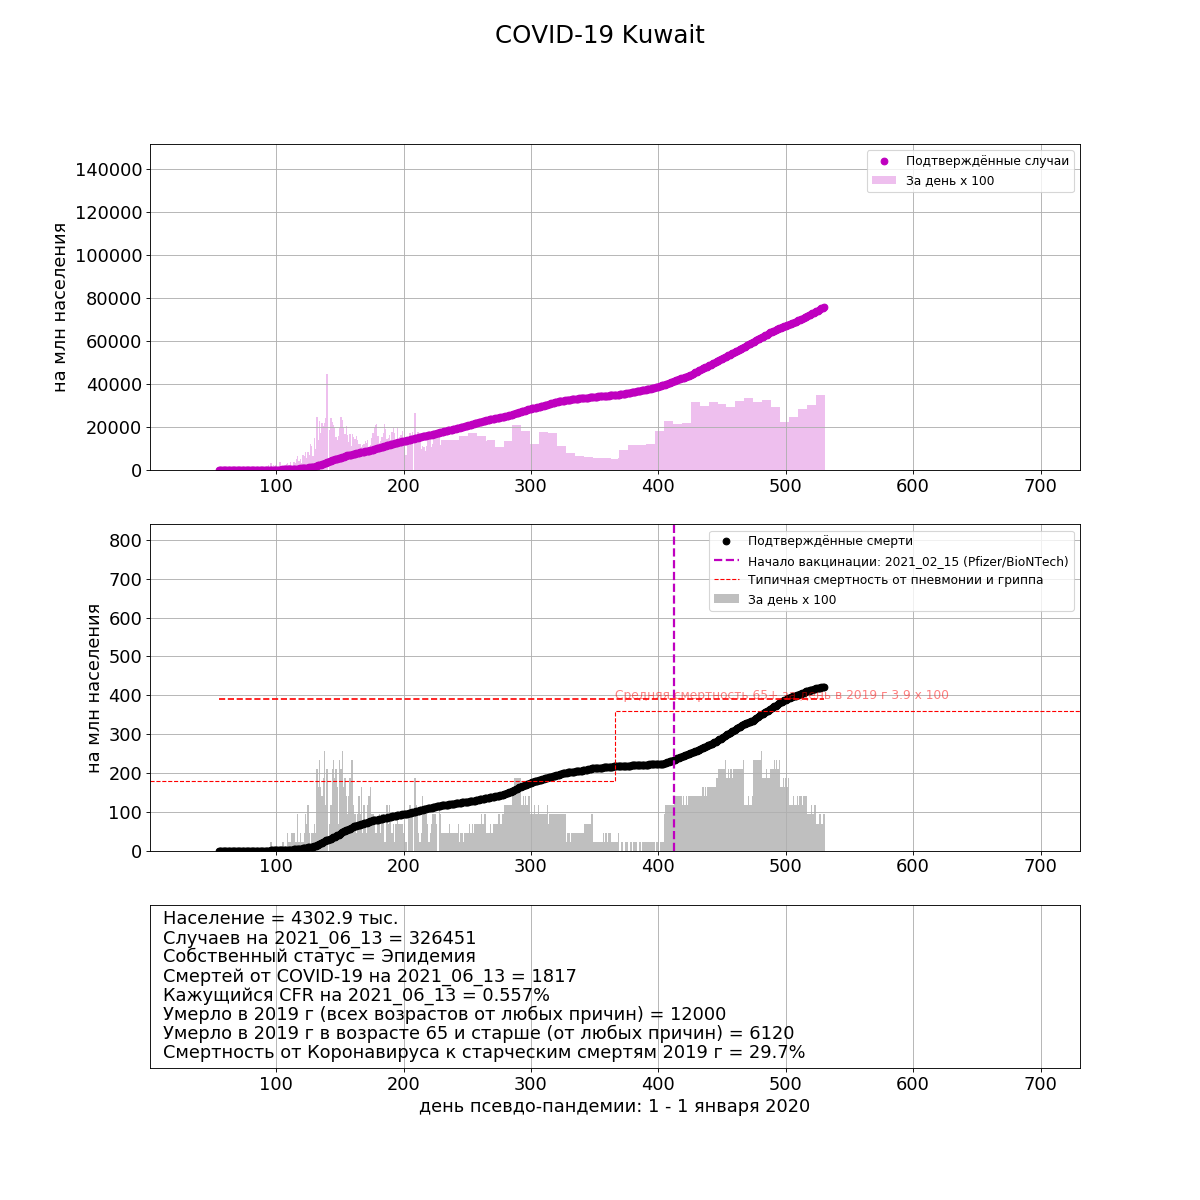 COVID-19 Kuwait
на млн населения
140000
120000
100000
80000
60000
40000
20000
0
Подтверждённые случаи
За день x 100
100 200 300 400 500 600 700
на млн населения
800
700
600
500
400
300
200
100
0
Подтверждённые смерти
Начало вакцинации: 2021_02_15 (Pfizer/BioNTech)
Типичная смертность от пневмонии и гриппа
За день x 100
Средняя смертность 65+ за день в 2019 г 3.9 x 100
100 200 300 400 500 600 700
Население = 4302.9 тыс.
Случаев на 2021_06_13 = 326451
Собственный статус = Эпидемия
Смертей от COVID-19 на 2021_06_13 = 1817
Кажущийся CFR на 2021_06_13 = 0.557%
Умерло в 2019 г (всех возрастов от любых причин) = 12000
Умерло в 2019 г в возрасте 65 и старше (от любых причин) = 6120
Смертность от Коронавируса к старческим смертям 2019 г = 29.7%
100 200 300 400 500 600 700
день псевдо-пандемии: 1 - 1 января 2020